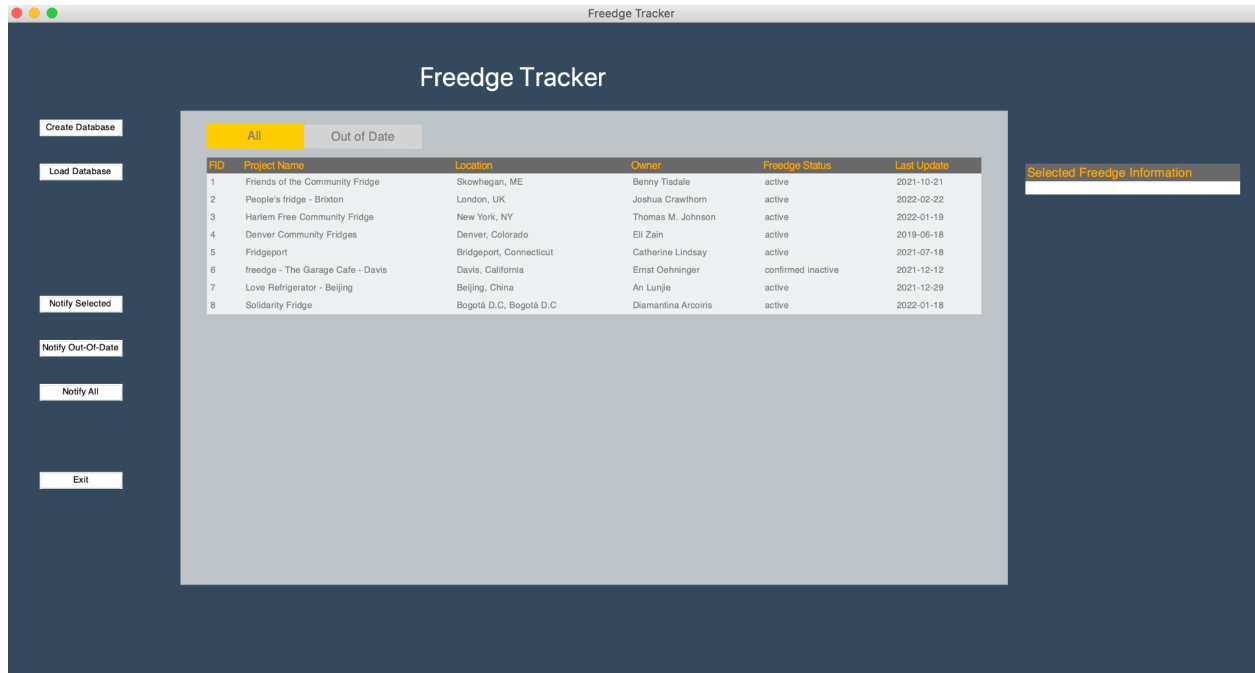 Freedge Tracker
Freedge Tracker
Create Database
Load Database
Notify Selected
Notify Out-Of-Date
Notify All
Exit
All Out of Date
FID Project Name Location Owner Freedge Status Last Update
1 Friends of the Community Fridge Skowhegan, ME Benny Tisdale active 2021-10-21
2 People's fridge - Brixton London, UK Joshua Crawthorn active 2022-02-22
3 Harlem Free Community Fridge New York, NY Thomas M. Johnson active 2022-01-19
4 Denver Community Fridges Denver, Colorado Eli Zain active 2019-06-18
5 Fridgeport Bridgeport, Connecticut Catherine Lindsay active 2021-07-18
6 freedge - The Garage Cafe - Davis Davis, California Ernst Oehninger confirmed inactive 2021-12-12
7 Love Refrigerator - Beijing Beijing, China An Lunjie active 2021-12-29
8 Solidarity Fridge Bogotá D.C, Bogotá D.C Diamantina Arcoiris active 2022-01-18
Selected Freedge Information